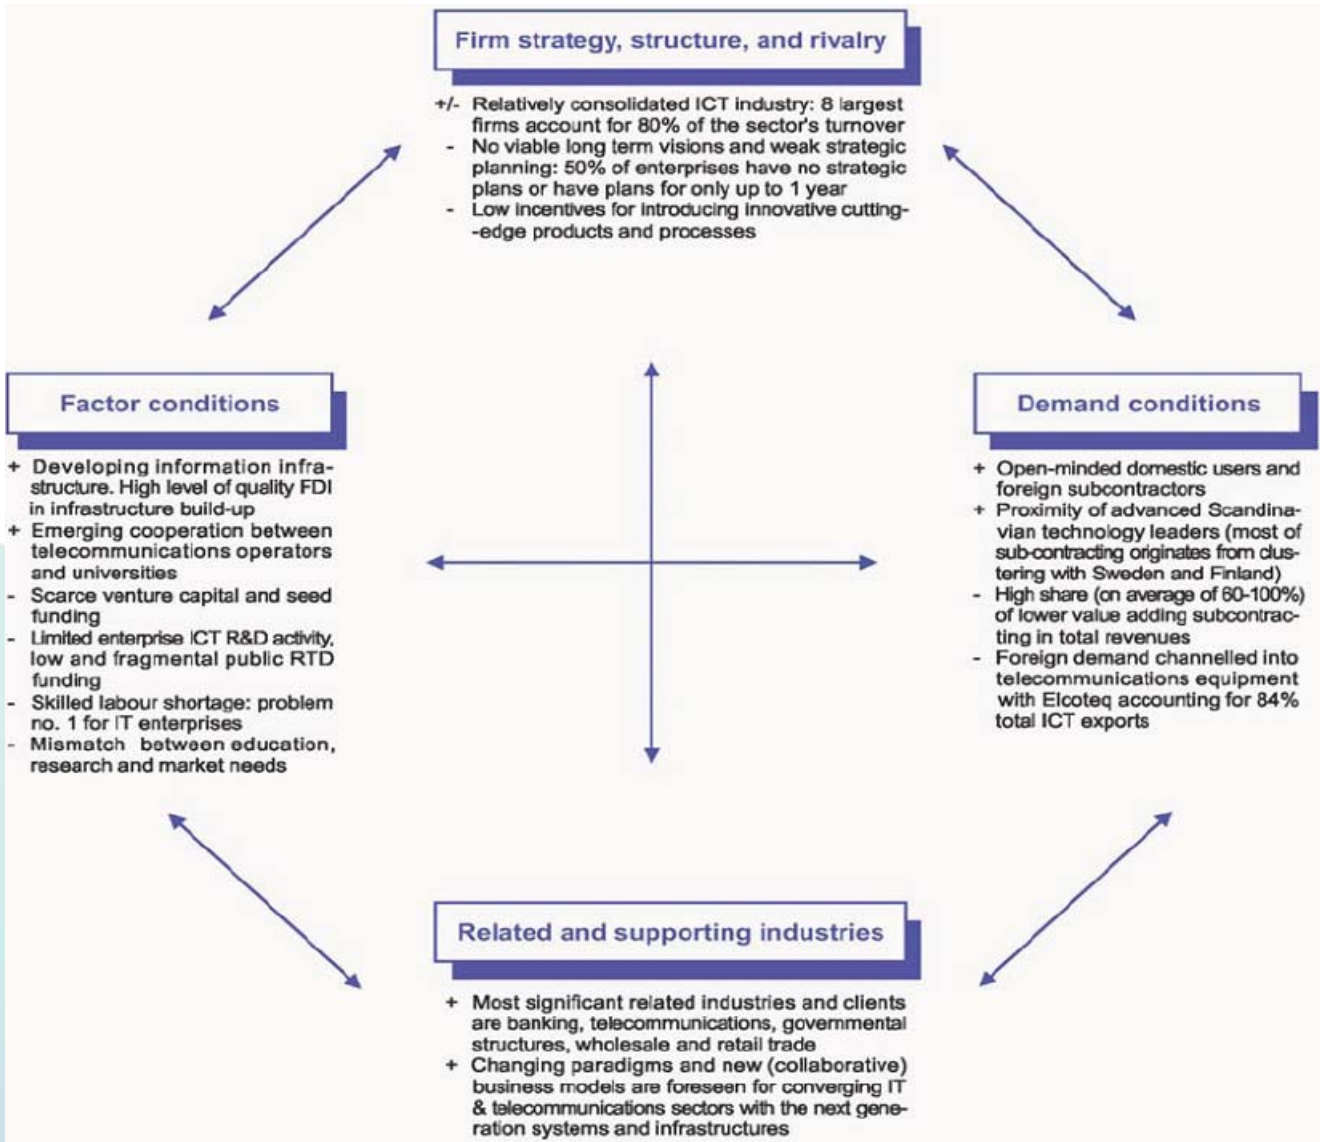 Firm strategy, structure, and rivalry
+/- Relatively consolidated ICT industry: 8 largest
firms account for 80% of the sector's turnover
- No viable long term visions and weak strategic
planning: 50% of enterprises have no strategic
plans or have plans for only up to 1 year
- Low incentives for introducing innovative cutting-
-edge products and processes
Factor conditions
+ Developing information infra-
structure. High level of quality FDI
in infrastructure build-up
+ Emerging cooperation between
telecommunications operators
and universities
- Scarce venture capital and seed
funding
- Limited enterprise ICT R&D activity,
low and fragmental public RTD
funding
- Skilled labour shortage: problem
no. 1 for IT enterprises
- Mismatch between education,
research and market needs
Demand conditions
+ Open-minded domestic users and
foreign subcontractors
+ Proximity of advanced Scandina-
vian technology leaders (most of
sub-contracting originates from clus-
tering with Sweden and Finland)
- High share (on average of 60-100%)
of lower value adding subcontrac-
ting in total revenues
- Foreign demand channelled into
telecommunications equipment
with Elcoteq accounting for 84%
total ICT exports
Related and supporting industries
+ Most significant related industries and clients
are banking, telecommunications, governmental
structures, wholesale and retail trade
+ Changing paradigms and new (collaborative)
business models are foreseen for converging IT
& telecommunications sectors with the next gene-
ration systems and infrastructures